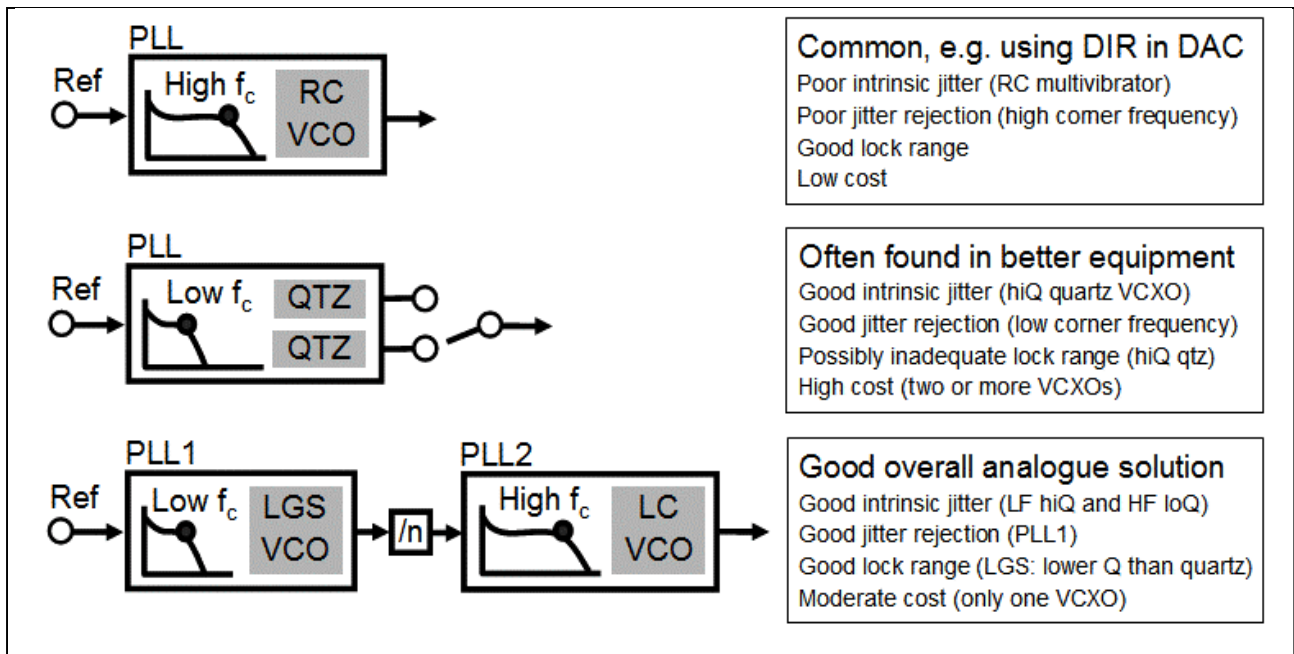 PLL
Ref
High fc
RC
VCO
Common, e.g. using DIR in DAC
Poor intrinsic jitter (RC multivibrator)
Poor jitter rejection (high corner frequency)
Good lock range
Low cost
PLL
Ref
Low fc
QTZ
QTZ
Often found in better equipment
Good intrinsic jitter (hiQ quartz VCXO)
Good jitter rejection (low corner frequency)
Possibly inadequate lock range (hiQ qtz)
High cost (two or more VCXOs)
PLL1
Ref
Low fc
LGS
VCO
/n
PLL2
High fc
LC
VCO
Good overall analogue solution
Good intrinsic jitter (LF hiQ and HF loQ)
Good jitter rejection (PLL1)
Good lock range (LGS: lower Q than quartz)
Moderate cost (only one VCXO)